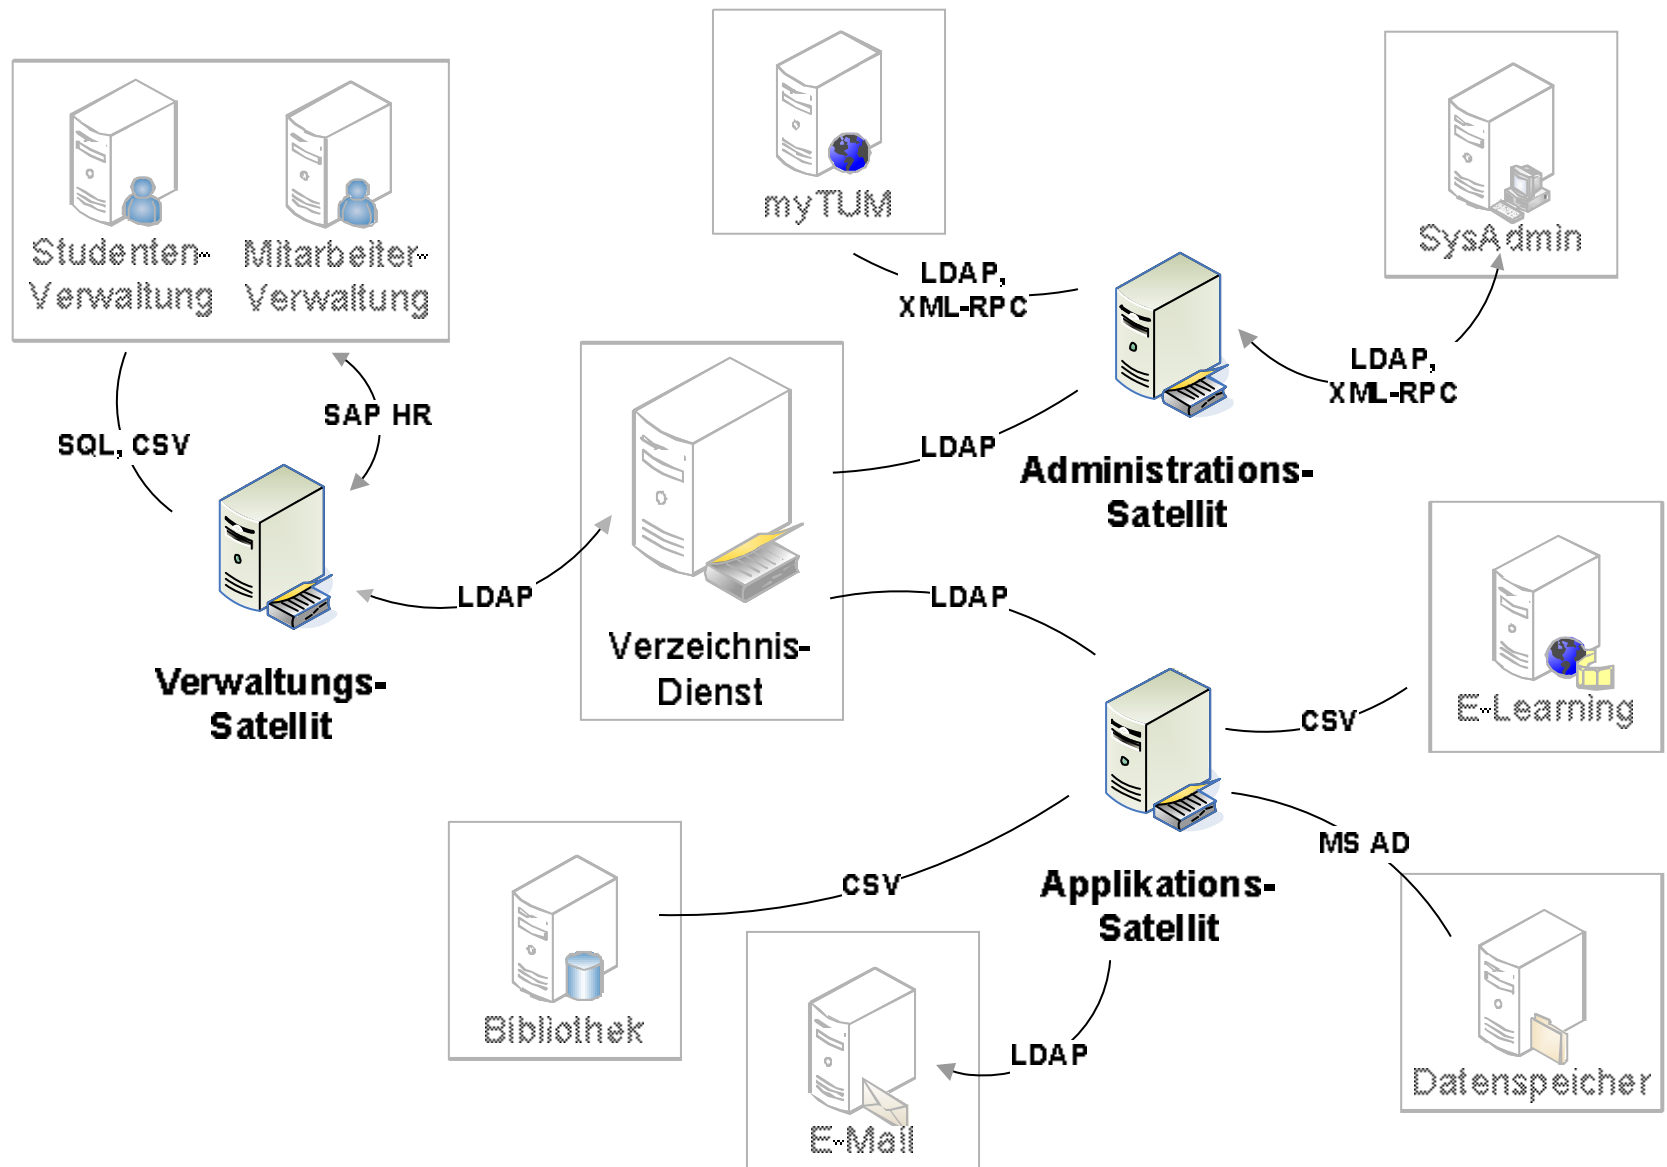 myTUM
SysAdmin
Studenten-
Verwaltung
Mitarbeiter-
Verwaltung
LDAP,
XML-RPC
LDAP,
XML-RPC
SAP HR
SQL, CSV
LDAP
Administrations-
Satellit
LDAP
LDAP
Verzeichnis-
Dienst
Verwaltungs-
Satellit
E-Learning
CSV
MS AD
CSV
Applikations-
Satellit
Bibliothek
LDAP
Datenspeicher
E-Mail